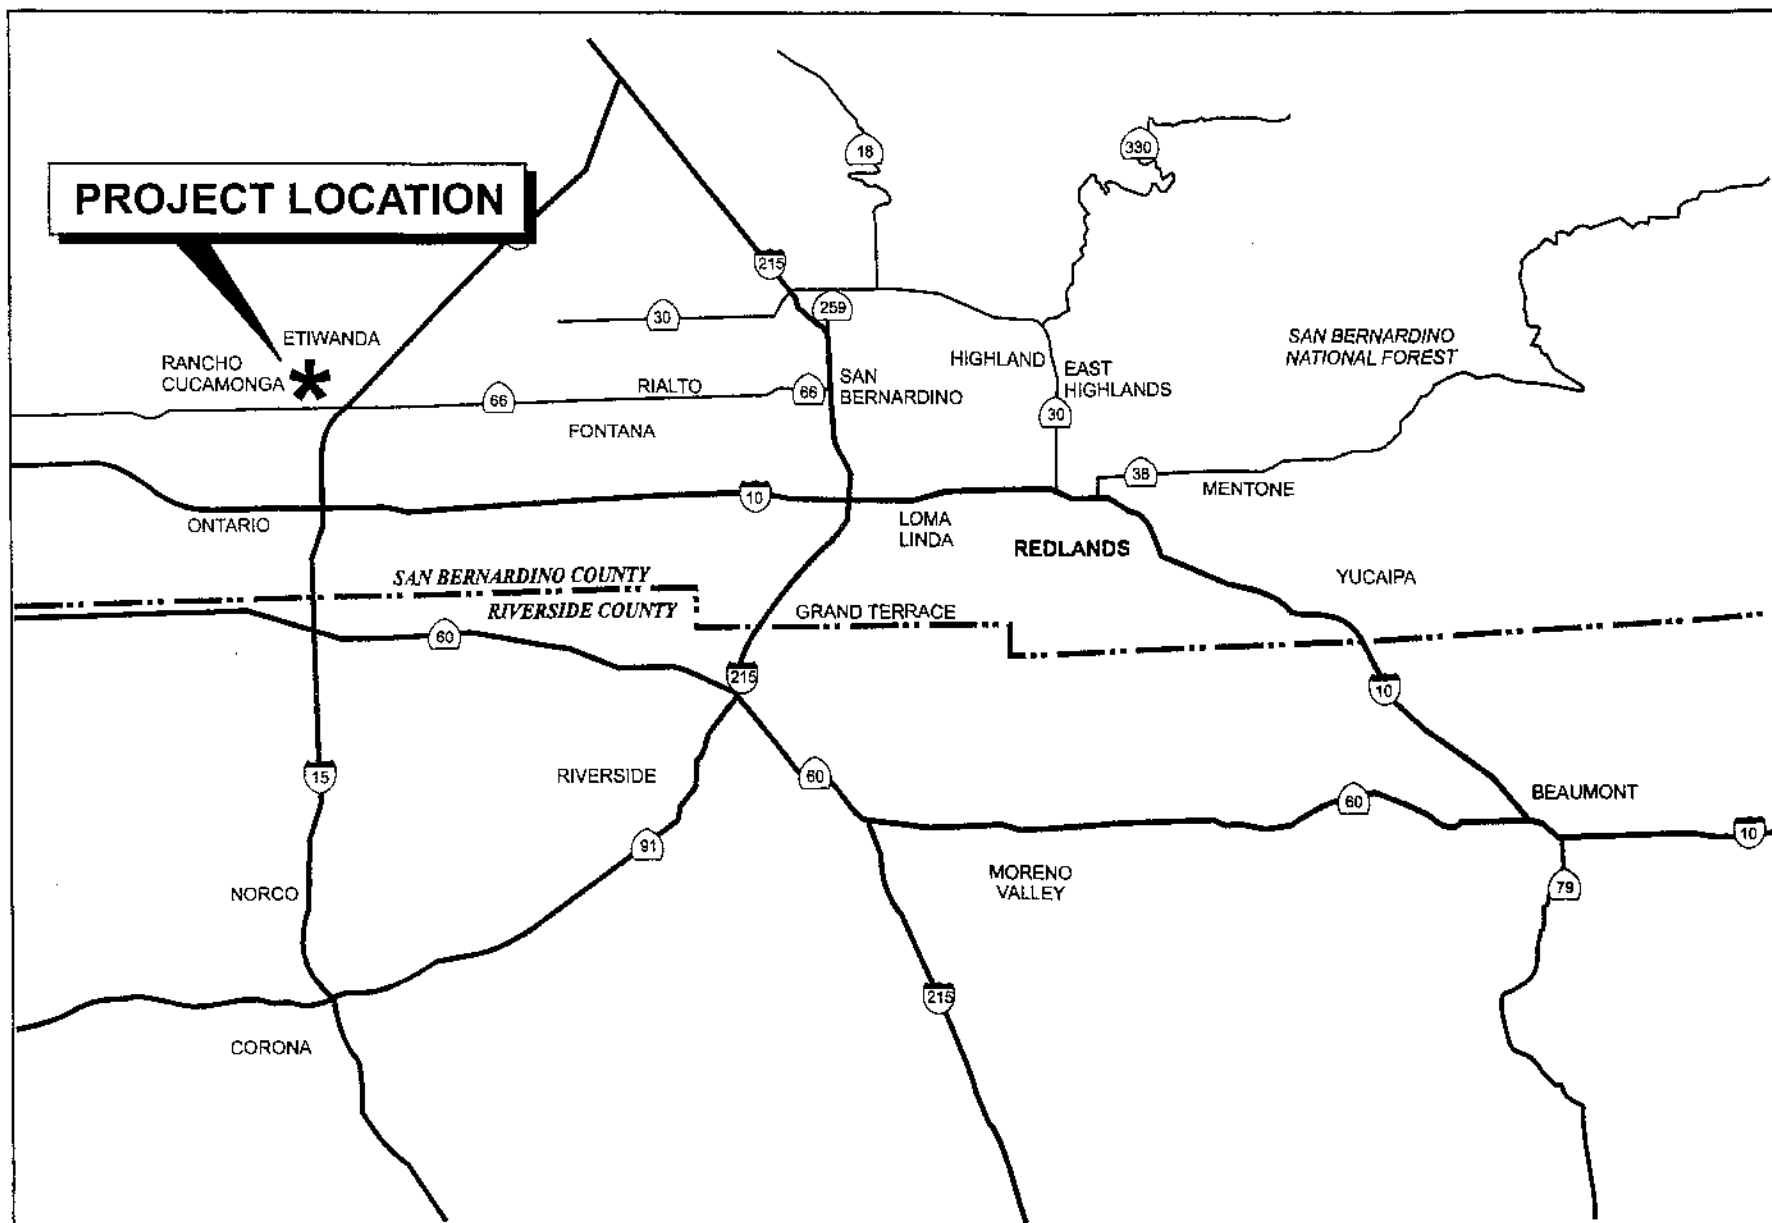 18
330
PROJECT LOCATION
215
259
30
ETIWANDA
RANCHO
CUCAMONGA
SAN BERNARDINO
NATIONAL FOREST
HIGHLAND
EAST
HIGHLANDS
RIALTO
66
SAN
BERNARDINO
66
30
FONTANA
38
MENTONE
10
ONTARIO
LOMA
LINDA
REDLANDS
SAN BERNARDINO COUNTY
YUCAIPA
RIVERSIDE COUNTY
GRAND TERRACE
60
215
10
15
RIVERSIDE
60
BEAUMONT
60
91
10
MORENO
VALLEY
NORCO
79
215
CORONA